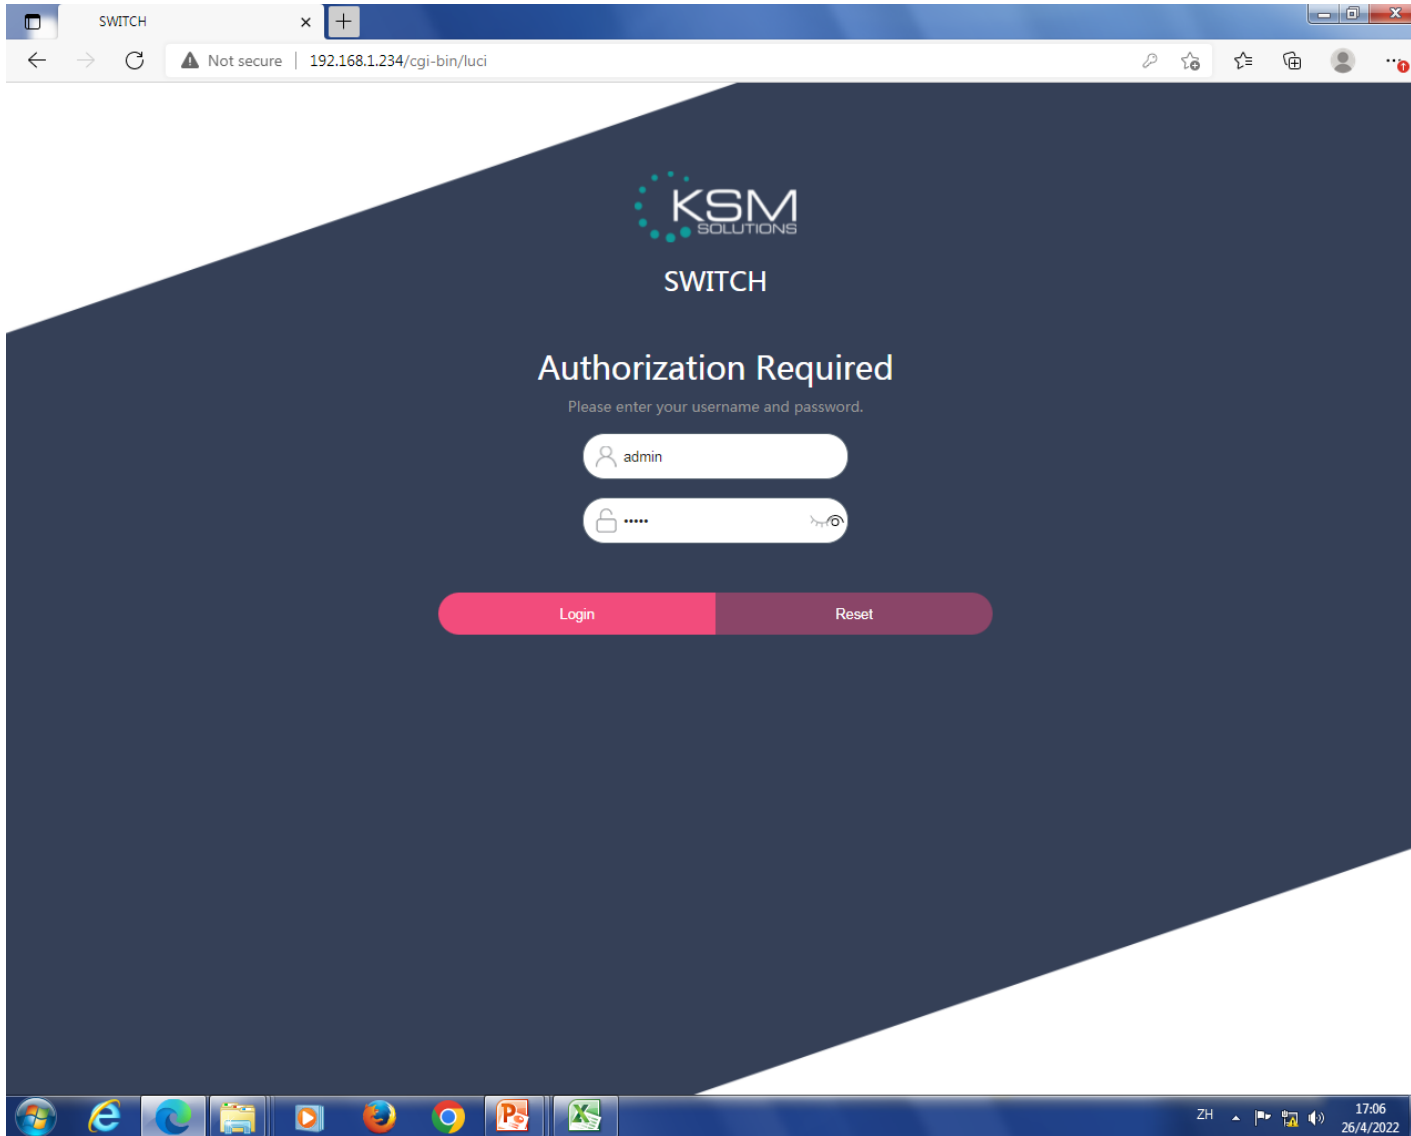 SWITCH
Not secure | 192.168.1.234/cgi-bin/luci
KSM
SOLUTIONS
SWITCH
Authorization Required
Please enter your username and password.
admin
•••••
Login
Reset
ZH
17:06
26/4/2022